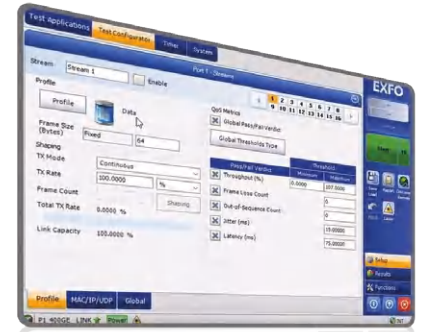 Test Applications Test Configurator Timer System
Port 1 - Streams
EXFO
Stream Stream 1 Enable
Profile
Profile Data
Frame Size (Bytes) Fixed 64
Shaping
TX Mode Continuous
TX Rate 100.0000 %
Frame Count Shaping
Total TX Rate 0.0000 %
Link Capacity 100.0000 %
1 2 3 4 5 6 7 8
9 10 11 12 13 14 15 16
QoS Metrics
Global Pass/Fail Verdict
Global Thresholds Type
Pass/Fail Verdict Threshold
Minimum Maximum
Throughput (%) 0.0000
Frame Loss Count 0
Out-of-Sequence Count 0
Jitter (ms) 15.00000
Latency (ms) 75.00000
Setup
Results
Functions
Profile MAC/IP/UDP Global
P1 400GE LINK Power
INT